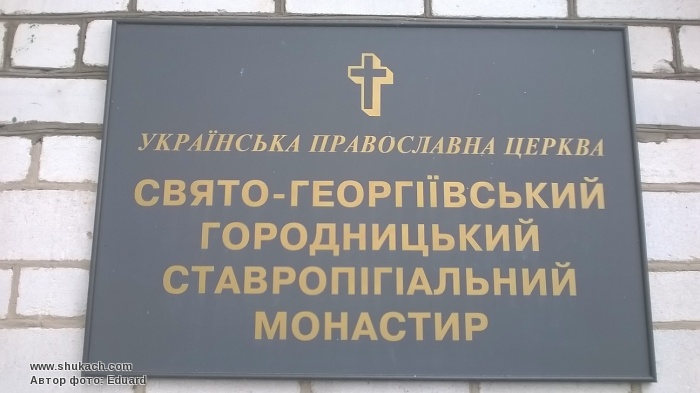 УКРАЇНСЬКА ПРАВОСЛАВНА ЦЕРКВА
СВЯТО-ГЕОРГІЇВСЬКИЙ
ГОРОДНИЦЬКИЙ
СТАВРОПІГІАЛЬНИЙ
МОНАСТИР
www.shukach.com
Автор фото: Eduard